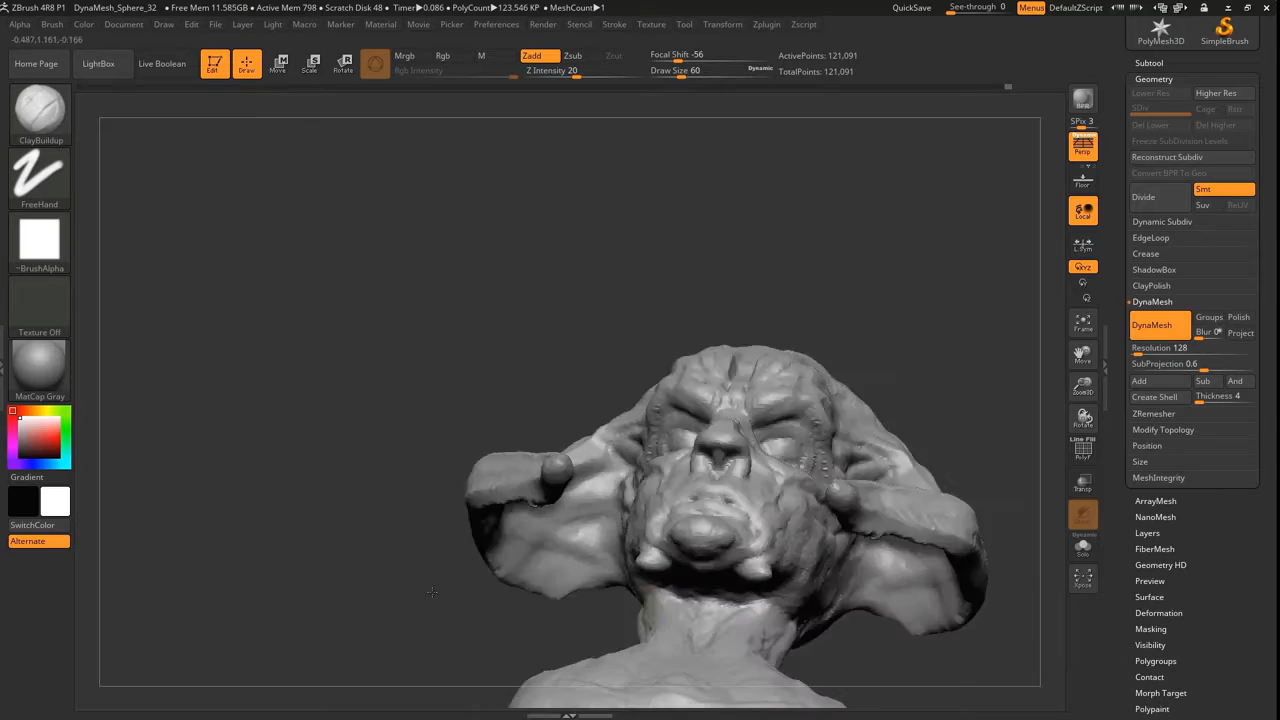 ZBrush 4R8 P1 DynaMesh_Sphere_32 • Free Mem 11.585GB • Active Mem 798 • Scratch Disk 48 • Timer▶0.086 • PolyCount▶123.546 KP • MeshCount▶1 QuickSave See-through 0 Menus DefaultZScript
Alpha Brush Color Document Draw Edit File Layer Light Macro Marker Material Movie Picker Preferences Render Stencil Stroke Texture Tool Transform Zplugin Zscript
-0.487,1.161,-0.166
Home Page LightBox Live Boolean
Edit Draw Move Scale Rotate
Mrgb Rgb M
Rgb Intensity
Zadd Zsub Zcut
Z Intensity 20
Focal Shift -56
Draw Size 60 Dynamic
ActivePoints: 121,091
TotalPoints: 121,091
ClayBuildup
FreeHand
~BrushAlpha
Texture Off
MatCap Gray
Gradient
SwitchColor
Alternate
BPR
SPix 3
Dynamic
Persp
Floor
Local
L.Sym
XYZ
Frame
Move
Zoom3D
Rotate
Line Fill
PolyF
Transp
Dynamic
Solo
Xpose
PolyMesh3D SimpleBrush
Subtool
Geometry
Lower Res Higher Res
SDiv Cage Rstr
Del Lower Del Higher
Freeze SubDivision Levels
Reconstruct Subdiv
Convert BPR To Geo
Divide Smt
Suv ReUV
Dynamic Subdiv
EdgeLoop
Crease
ShadowBox
ClayPolish
DynaMesh
DynaMesh Groups Polish
Blur 0 Project
Resolution 128
SubProjection 0.6
Add Sub And
Create Shell Thickness 4
ZRemesher
Modify Topology
Position
Size
MeshIntegrity
ArrayMesh
NanoMesh
Layers
FiberMesh
Geometry HD
Preview
Surface
Deformation
Masking
Visibility
Polygroups
Contact
Morph Target
Polypaint